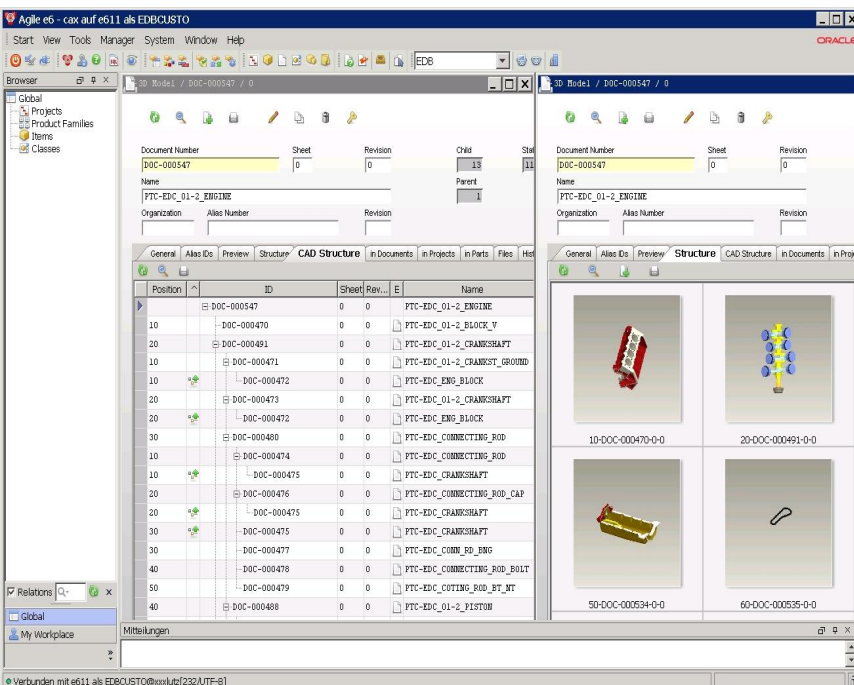 Agile e6 - cax auf e611 als EDBCUSTO
Start View Tools Manager System Window Help
ORACLE
EDB
Browser
Global
Projects
Product Families
Items
Classes
Relations
Global
My Workplace
3D Model / DOC-000547 / 0
Document Number Sheet Revision Child Stat
DOC-000547 0 0 13 11
Name Parent
PTC-EDC_01-2_ENGINE 1
Organization Alias Number Revision
General Alias IDs Preview Structure CAD Structure in Documents in Projects in Parts Files Hist
Position ID Sheet Rev... E Name
DOC-000547 0 0 PTC-EDC_01-2_ENGINE
10 DOC-000470 0 0 PTC-EDC_01-2_BLOCK_V
20 DOC-000491 0 0 PTC-EDC_01-2_CRANKSHAFT
10 DOC-000471 0 0 PTC-EDC_01-2_CRANKST_GROUND
10 DOC-000472 0 0 PTC-EDC_ENG_BLOCK
20 DOC-000473 0 0 PTC-EDC_01-2_CRANKSHAFT
20 DOC-000472 0 0 PTC-EDC_ENG_BLOCK
30 DOC-000480 0 0 PTC-EDC_CONNECTING_ROD
10 DOC-000474 0 0 PTC-EDC_CONNECTING_ROD
10 DOC-000475 0 0 PTC-EDC_CRANKSHAFT
20 DOC-000476 0 0 PTC-EDC_CONNECTING_ROD_CAP
20 DOC-000475 0 0 PTC-EDC_CRANKSHAFT
30 DOC-000475 0 0 PTC-EDC_CRANKSHAFT
30 DOC-000477 0 0 PTC-EDC_CONN_RD_BNG
40 DOC-000478 0 0 PTC-EDC_CONNECTING_ROD_BOLT
50 DOC-000479 0 0 PTC-EDC_COTING_ROD_BT_NT
40 DOC-000488 0 0 PTC-EDC_01-2_PISTON
3D Model / DOC-000547 / 0
Document Number Sheet Revision
DOC-000547 0 0
Name
PTC-EDC_01-2_ENGINE
Organization Alias Number Revision
General Alias IDs Preview Structure CAD Structure in Documents in Proj
10-DOC-000470-0-0 20-DOC-000491-0-0
50-DOC-000534-0-0 60-DOC-000535-0-0
Mitteilungen
Verbunden mit e611 als EDBCUSTO@xxxlutz[232/UTF-8]